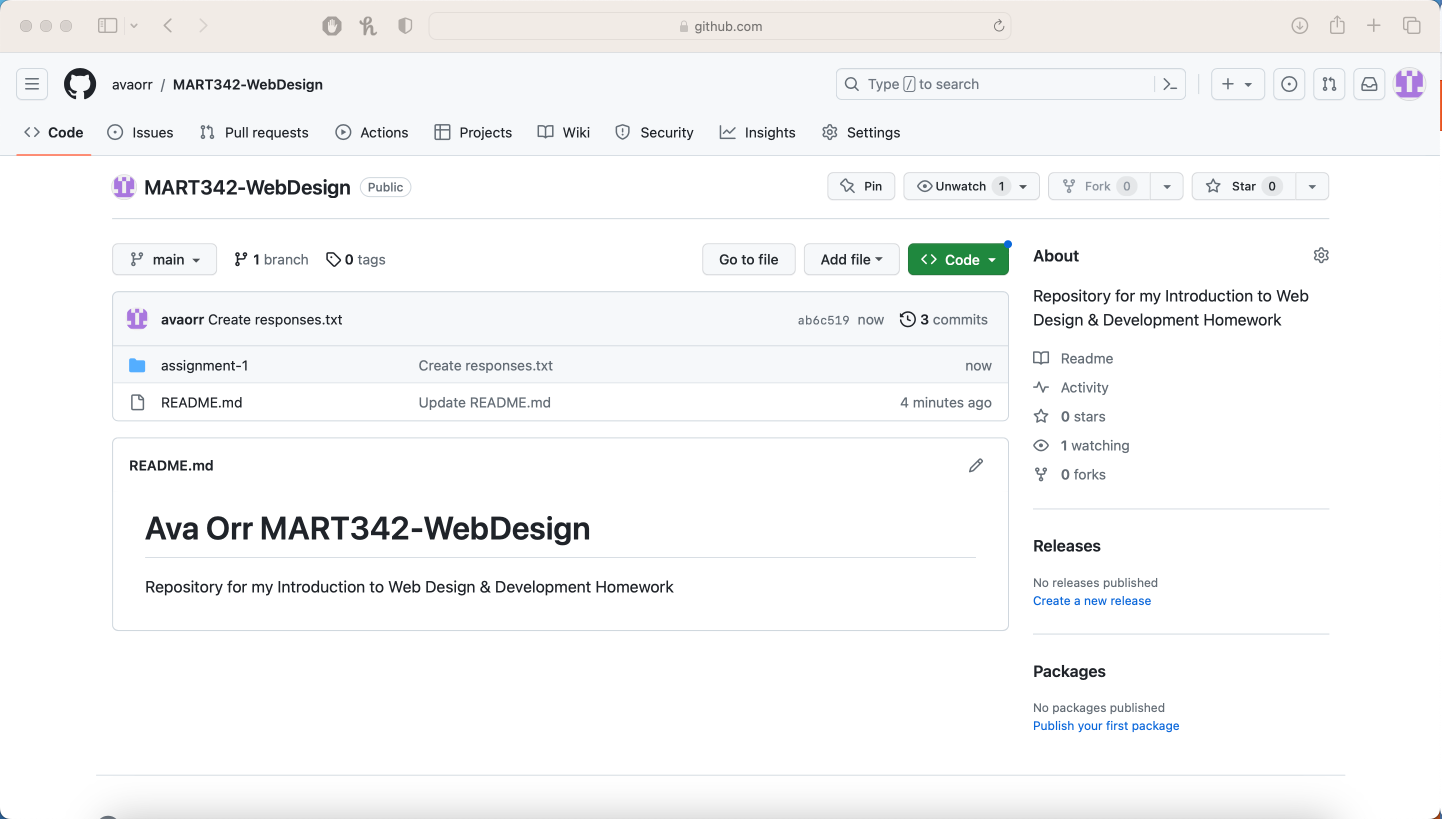 github.com
avaorr / MART342-WebDesign
Type / to search
Code Issues Pull requests Actions Projects Wiki Security Insights Settings
MART342-WebDesign Public
Pin Unwatch 1 Fork 0 Star 0
main 1 branch 0 tags Go to file Add file Code
avaorr Create responses.txt ab6c519 now 3 commits
assignment-1 Create responses.txt now
README.md Update README.md 4 minutes ago
README.md
Ava Orr MART342-WebDesign
Repository for my Introduction to Web Design & Development Homework
About
Repository for my Introduction to Web
Design & Development Homework
Readme
Activity
0 stars
1 watching
0 forks
Releases
No releases published
Create a new release
Packages
No packages published
Publish your first package